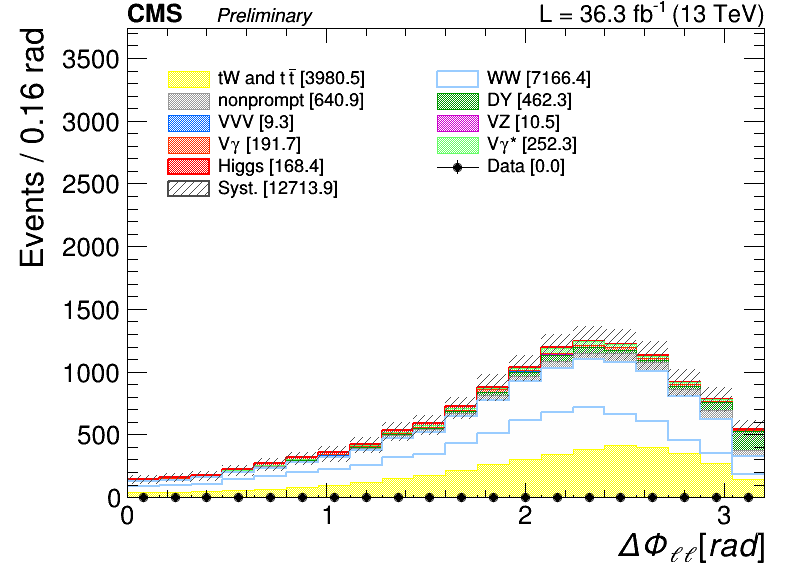 CMS Preliminary L = 36.3 fb⁻¹ (13 TeV)
Events / 0.16 rad
3500
3000
2500
2000
1500
1000
500
0
tW and tt̄ [3980.5]
nonprompt [640.9]
VVV [9.3]
Vγ [191.7]
Higgs [168.4]
Syst. [12713.9]
WW [7166.4]
DY [462.3]
VZ [10.5]
Vγ* [252.3]
Data [0.0]
0 1 2 3
ΔΦℓℓ[rad]